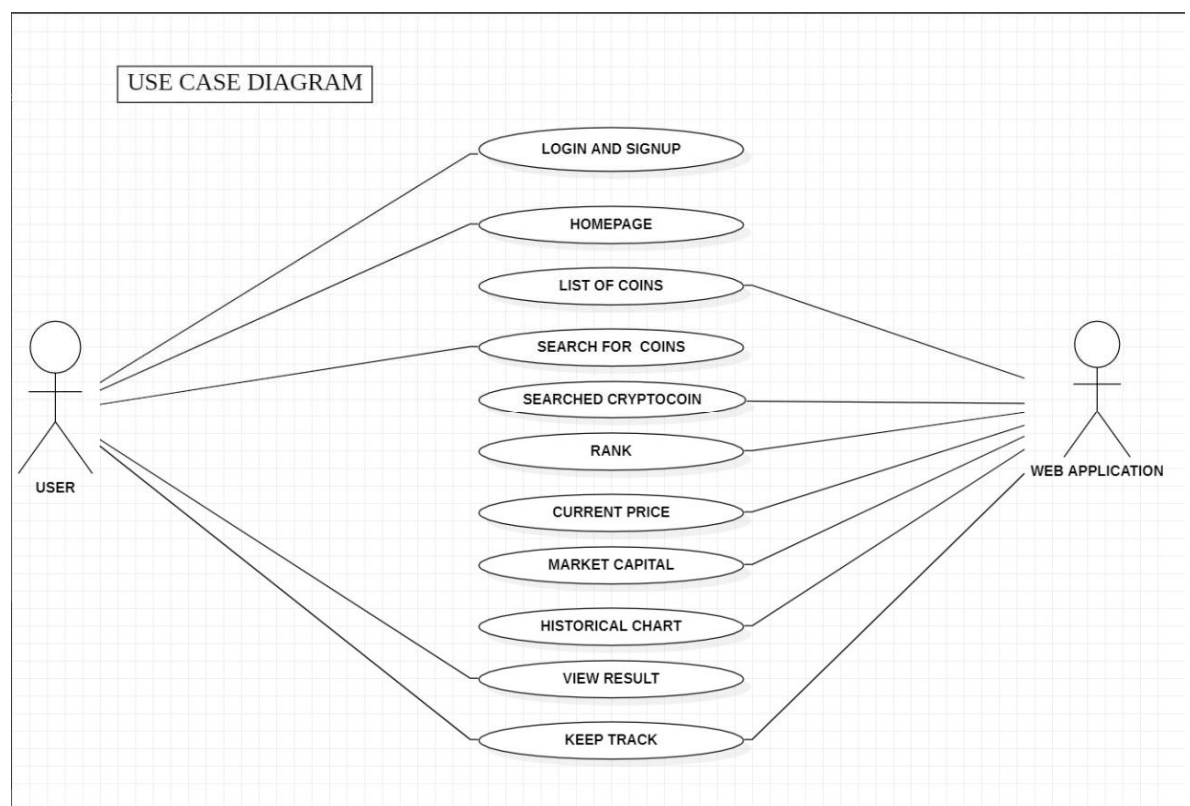 USE CASE DIAGRAM
LOGIN AND SIGNUP
HOMEPAGE
LIST OF COINS
SEARCH FOR COINS
SEARCHED CRYPTOCOIN
RANK
CURRENT PRICE
MARKET CAPITAL
HISTORICAL CHART
VIEW RESULT
KEEP TRACK
USER
WEB APPLICATION